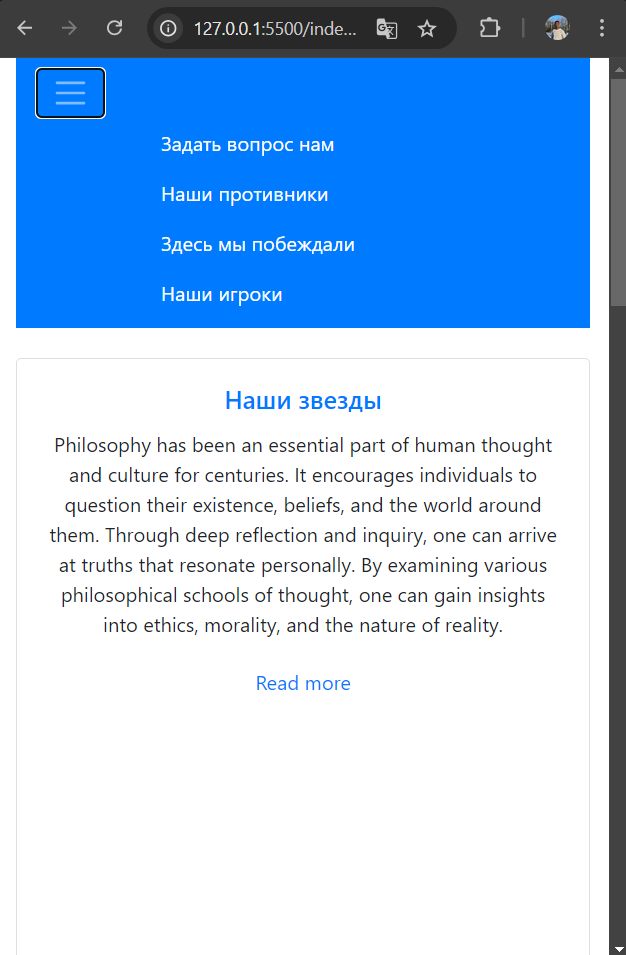 127.0.0.1:5500/inde...
Задать вопрос нам
Наши противники
Здесь мы побеждали
Наши игроки
Наши звезды
Philosophy has been an essential part of human thought
and culture for centuries. It encourages individuals to
question their existence, beliefs, and the world around
them. Through deep reflection and inquiry, one can arrive
at truths that resonate personally. By examining various
philosophical schools of thought, one can gain insights
into ethics, morality, and the nature of reality.
Read more